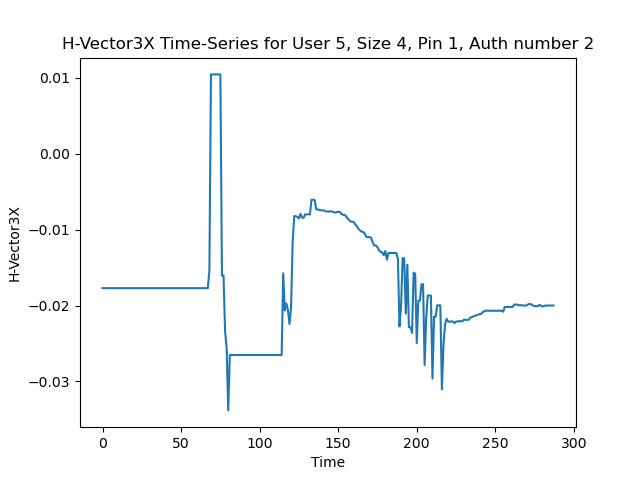 H-Vector3X Time-Series for User 5, Size 4, Pin 1, Auth number 2
0.01
0.00
−0.01
−0.02
−0.03
H-Vector3X
0 50 100 150 200 250 300
Time